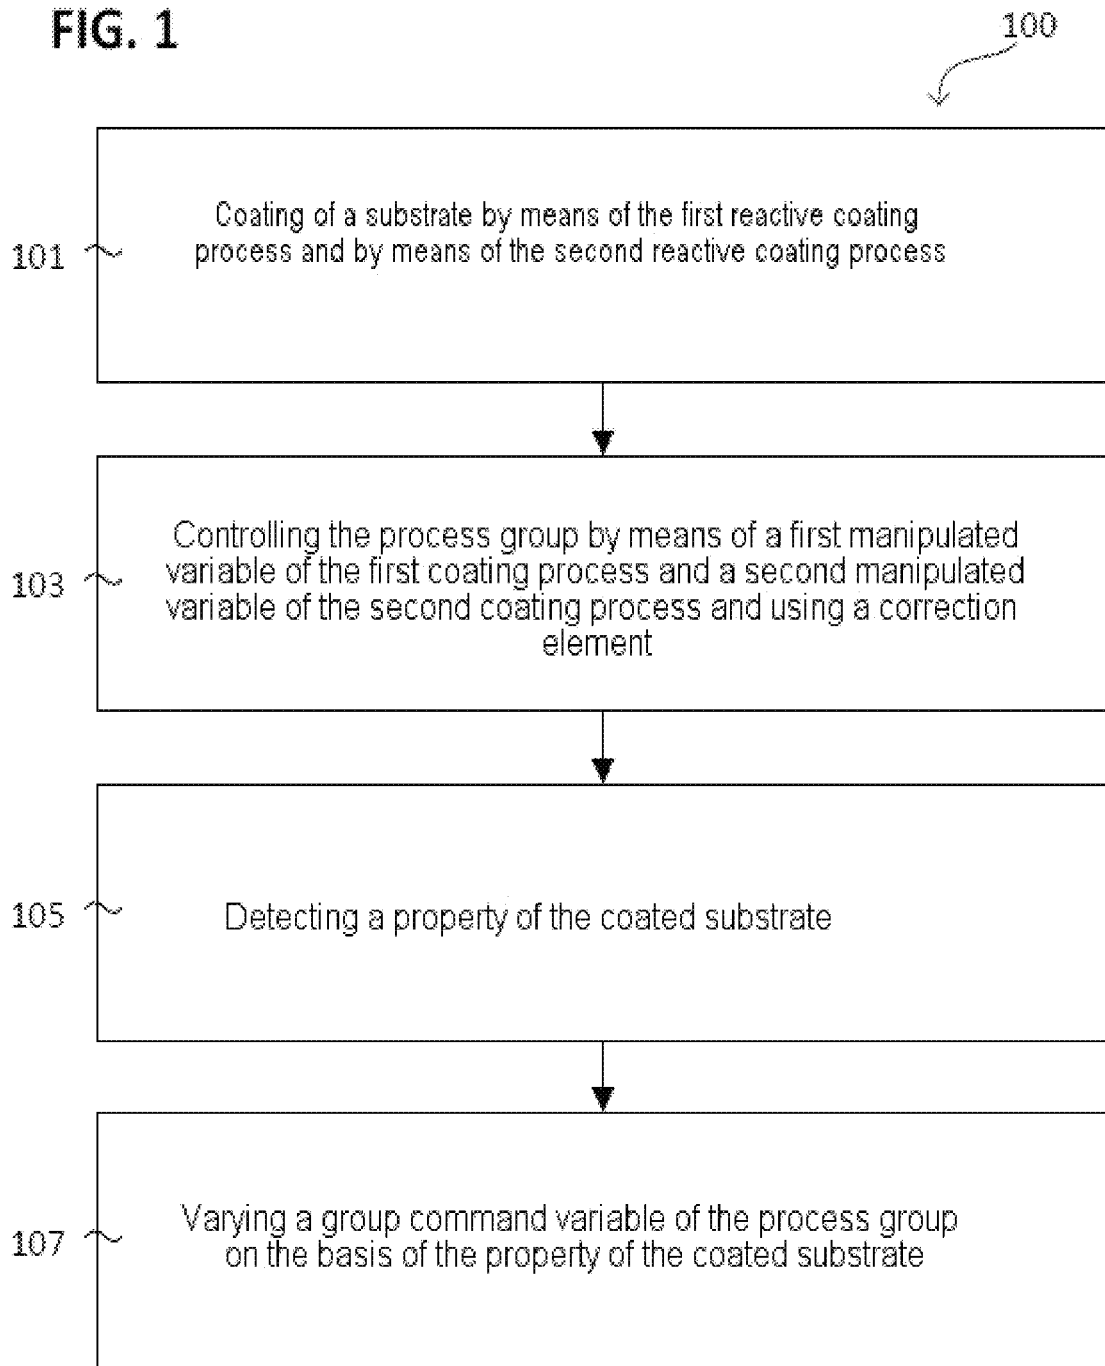 FIG. 1
100
Coating of a substrate by means of the first reactive coating
process and by means of the second reactive coating process
101
Controlling the process group by means of a first manipulated
variable of the first coating process and a second manipulated
variable of the second coating process and using a correction
element
103
Detecting a property of the coated substrate
105
Varying a group command variable of the process group
on the basis of the property of the coated substrate
107